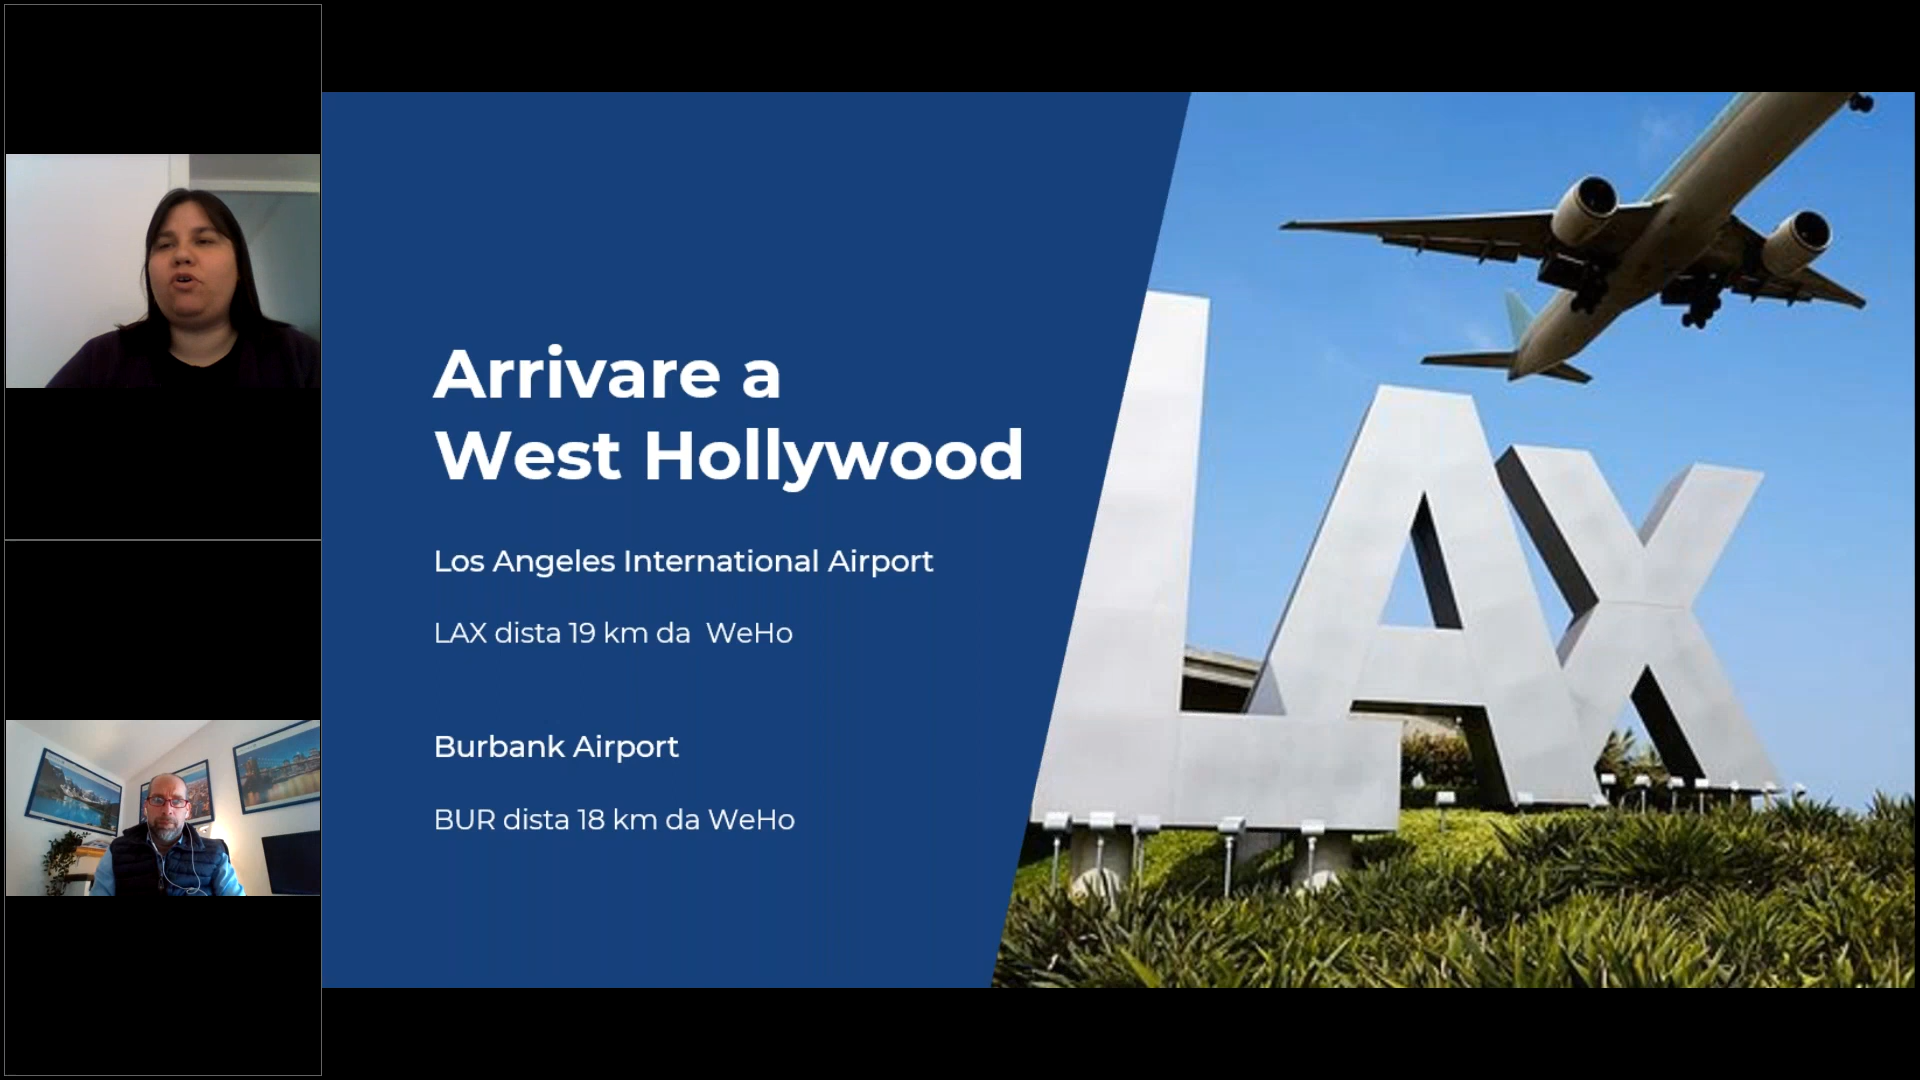 Arrivare a
West Hollywood
Los Angeles International Airport
LAX dista 19 km da  WeHo
Burbank Airport
BUR dista 18 km da WeHo
LAX